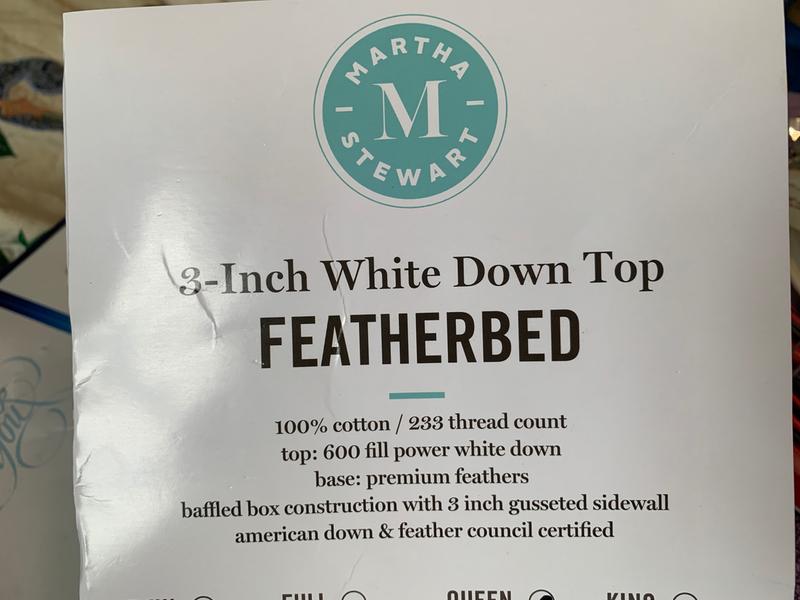 MARTHA
M
STEWART
3-Inch White Down Top
FEATHERBED
100% cotton / 233 thread count
top: 600 fill power white down
base: premium feathers
baffled box construction with 3 inch gusseted sidewall
american down & feather council certified
FULL QUEEN KING
you